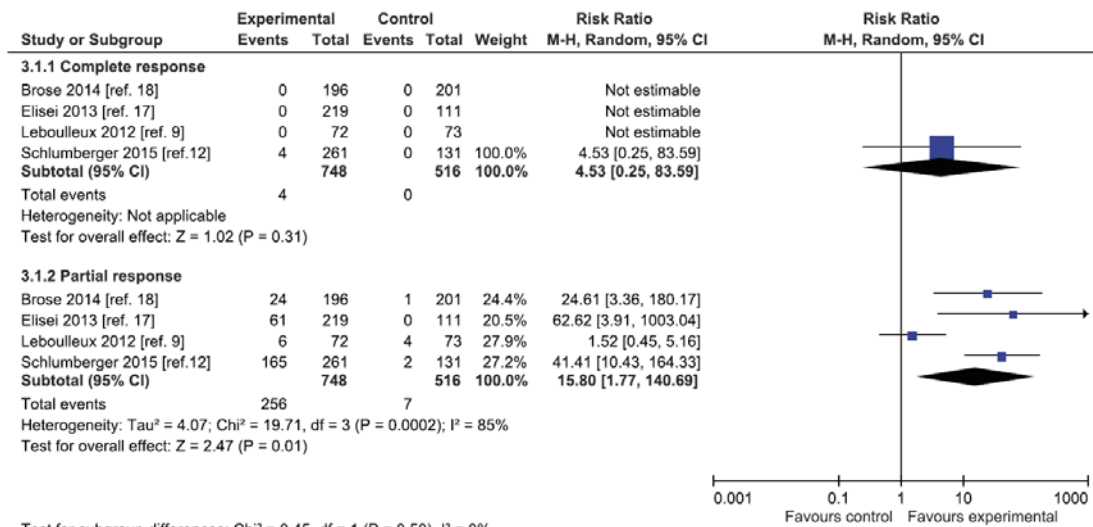 Experimental Control Risk Ratio Risk Ratio
Study or Subgroup Events Total Events Total Weight M-H, Random, 95% CI M-H, Random, 95% CI
3.1.1 Complete response
Brose 2014 [ref. 18] 0 196 0 201 Not estimable
Elisei 2013 [ref. 17] 0 219 0 111 Not estimable
Leboulleux 2012 [ref. 9] 0 72 0 73 Not estimable
Schlumberger 2015 [ref.12] 4 261 0 131 100.0% 4.53 [0.25, 83.59]
Subtotal (95% CI) 748 516 100.0% 4.53 [0.25, 83.59]
Total events 4 0
Heterogeneity: Not applicable
Test for overall effect: Z = 1.02 (P = 0.31)
3.1.2 Partial response
Brose 2014 [ref. 18] 24 196 1 201 24.4% 24.61 [3.36, 180.17]
Elisei 2013 [ref. 17] 61 219 0 111 20.5% 62.62 [3.91, 1003.04]
Leboulleux 2012 [ref. 9] 6 72 4 73 27.9% 1.52 [0.45, 5.16]
Schlumberger 2015 [ref.12] 165 261 2 131 27.2% 41.41 [10.43, 164.33]
Subtotal (95% CI) 748 516 100.0% 15.80 [1.77, 140.69]
Total events 256 7
Heterogeneity: Tau² = 4.07; Chi² = 19.71, df = 3 (P = 0.0002); I² = 85%
Test for overall effect: Z = 2.47 (P = 0.01)
0.001 0.1 1 10 1000
Favours control Favours experimental